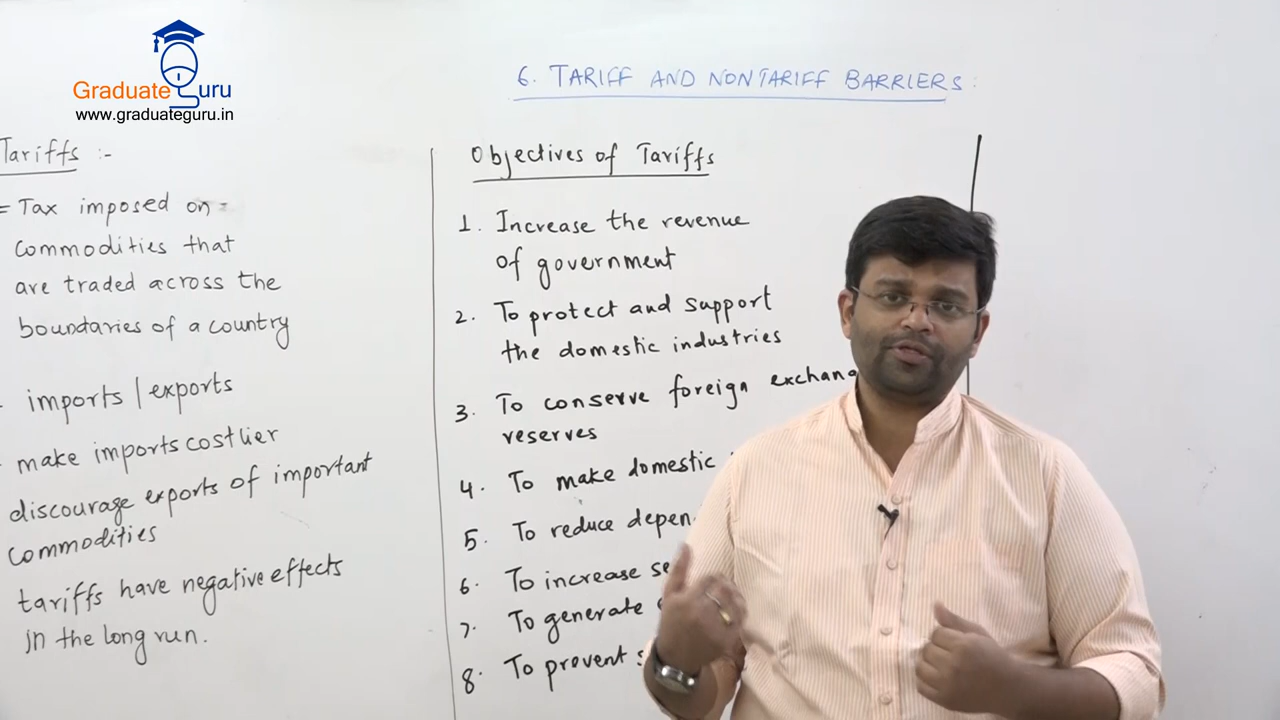 Graduate Guru
www.graduateguru.in
6. TARIFF AND NONTARIFF BARRIERS:
Tariffs :-
= Tax imposed on
commodities that
are traded across the
boundaries of a country
- imports / exports
- make imports costlier
discourage exports of important
commodities
tariffs have negative effects
in the long run.
Objectives of Tariffs
1. Increase the revenue
of government
2. To protect and support
the domestic industries
3. To conserve foreign exchang
reserves
4. To make domestic
5. To reduce depen
6. To increase se
7. To generate
8. To prevent s